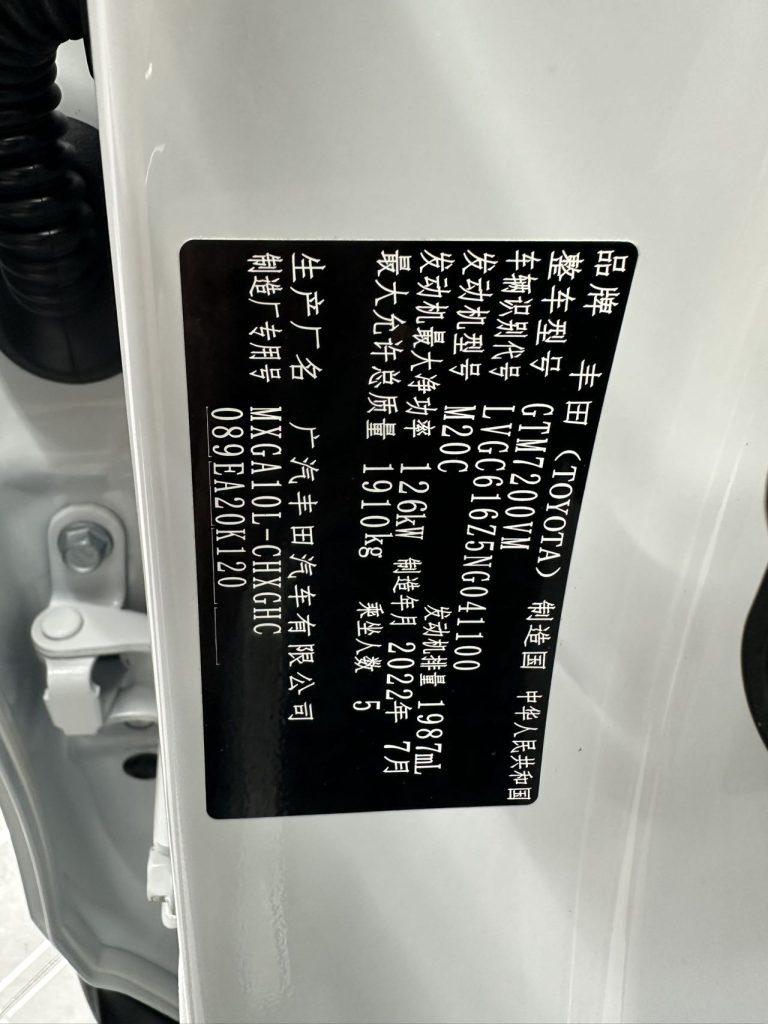 品牌 丰田（TOYOTA） 制造国 中华人民共和国
整车型号 GTM7200VM
车辆识别代号 LVGC616Z5NG041100
发动机型号 M20C 发动机排量 1987mL
发动机最大净功率 126kW 制造年月 2022年 7月
最大允许总质量 1910kg 乘坐人数 5
生产厂名 广汽丰田汽车有限公司
制造厂专用号 MXGA10L-CHXGHC
089EA20K120